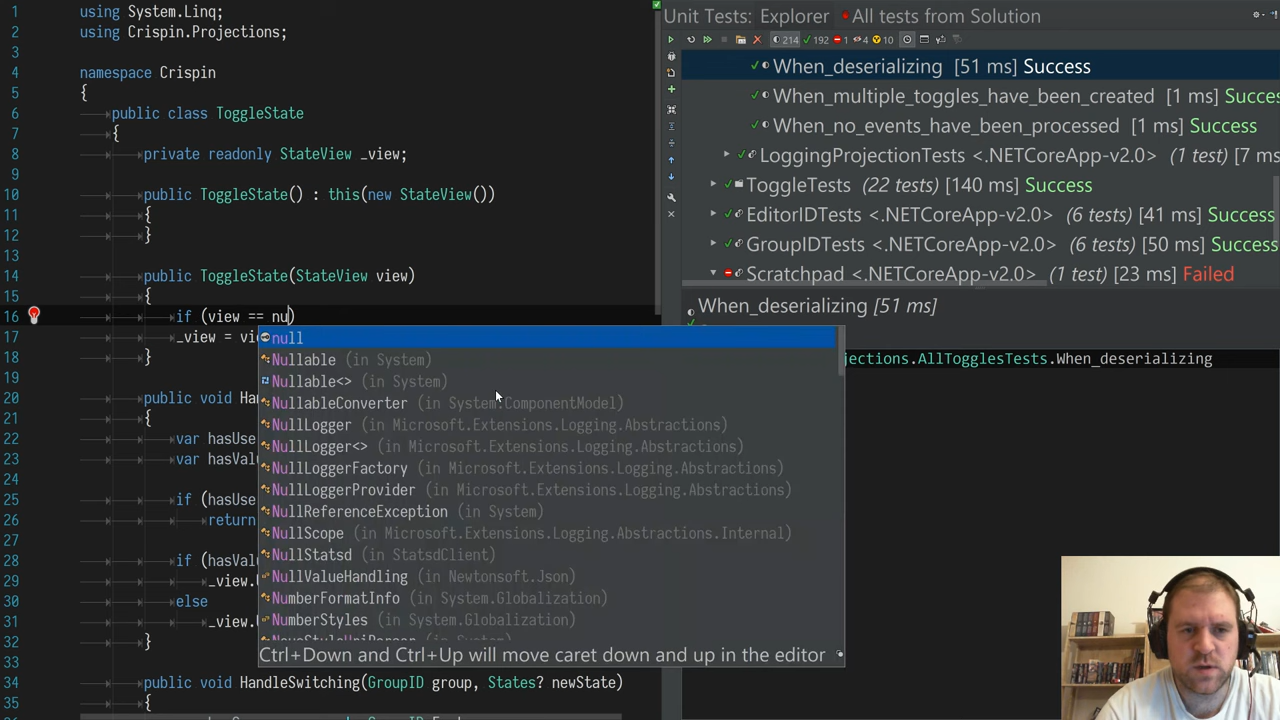 1 using System.Linq;
2 using Crispin.Projections;
3
4 namespace Crispin
5 {
6 public class ToggleState
7 {
8 private readonly StateView _view;
9
10 public ToggleState() : this(new StateView())
11 {
12 }
13
14 public ToggleState(StateView view)
15 {
16 if (view == nu)
17 _view = vie
18 }
19
20 public void Ha
21 {
22 var hasUse
23 var hasVal
24
25 if (hasUse
26 return
27
28 if (hasVal
29 _view.
30 else
31 _view.
32 }
33
34 public void HandleSwitching(GroupID group, States? newState)
35 {
null
Nullable (in System)
Nullable<> (in System)
NullableConverter (in System.ComponentModel)
NullLogger (in Microsoft.Extensions.Logging.Abstractions)
NullLogger<> (in Microsoft.Extensions.Logging.Abstractions)
NullLoggerFactory (in Microsoft.Extensions.Logging.Abstractions)
NullLoggerProvider (in Microsoft.Extensions.Logging.Abstractions)
NullReferenceException (in System)
NullScope (in Microsoft.Extensions.Logging.Abstractions.Internal)
NullStatsd (in StatsdClient)
NullValueHandling (in Newtonsoft.Json)
NumberFormatInfo (in System.Globalization)
NumberStyles (in System.Globalization)
Ctrl+Down and Ctrl+Up will move caret down and up in the editor
Unit Tests: Explorer All tests from Solution
214 192 1 4 10
When_deserializing [51 ms] Success
When_multiple_toggles_have_been_created [1 ms] Succe
When_no_events_have_been_processed [1 ms] Success
LoggingProjectionTests <.NETCoreApp-v2.0> (1 test) [7 ms
ToggleTests (22 tests) [140 ms] Success
EditorIDTests <.NETCoreApp-v2.0> (6 tests) [41 ms] Success
GroupIDTests <.NETCoreApp-v2.0> (6 tests) [50 ms] Succes
Scratchpad <.NETCoreApp-v2.0> (1 test) [23 ms] Failed
When_deserializing [51 ms]
jections.AllTogglesTests.When_deserializing